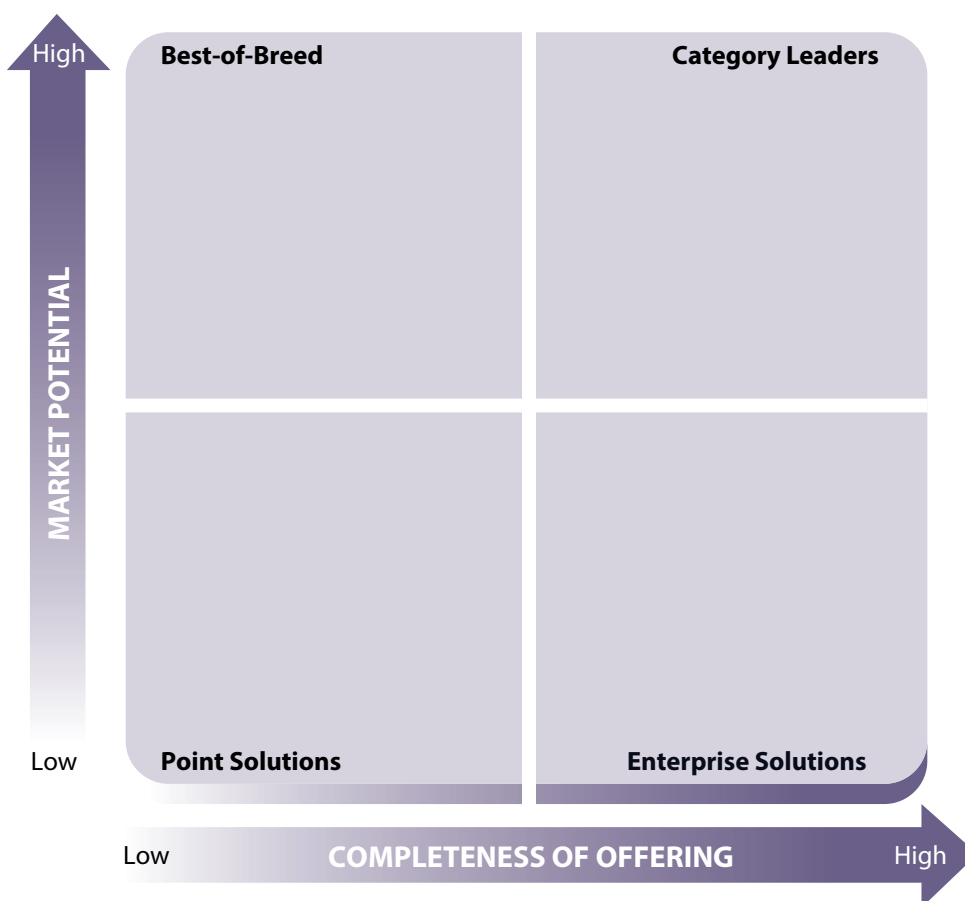 High
Best-of-Breed
Category Leaders
MARKET POTENTIAL
Low
Point Solutions
Enterprise Solutions
Low
COMPLETENESS OF OFFERING
High